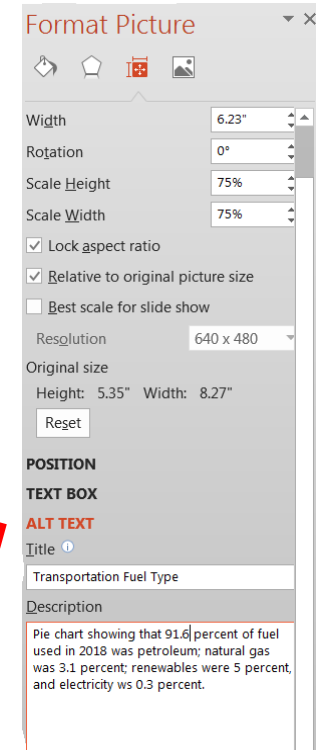 Format Picture
Width 6.23"
Rotation 0°
Scale Height 75%
Scale Width 75%
Lock aspect ratio
Relative to original picture size
Best scale for slide show
Resolution 640 x 480
Original size
Height: 5.35" Width: 8.27"
Reset
POSITION
TEXT BOX
ALT TEXT
Title
Transportation Fuel Type
Description
Pie chart showing that 91.6 percent of fuel
used in 2018 was petroleum; natural gas
was 3.1 percent; renewables were 5 percent,
and electricity ws 0.3 percent.